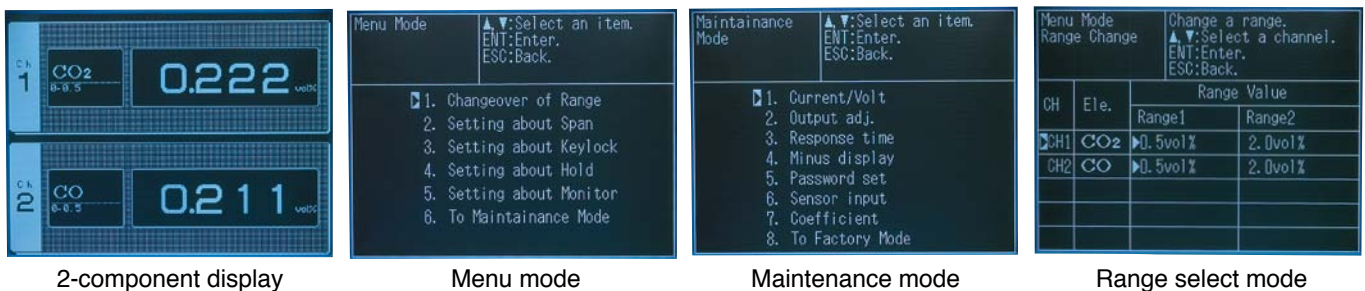 Ch
1
CO2
0-0.5
0.222 vol%
Ch
2
CO
0-0.5
0.211 vol%
2-component display
Menu Mode
▲,▼:Select an item.
ENT:Enter.
ESC:Back.
1. Changeover of Range
2. Setting about Span
3. Setting about Keylock
4. Setting about Hold
5. Setting about Monitor
6. To Maintainance Mode
Menu mode
Maintainance
Mode
▲,▼:Select an item.
ENT:Enter.
ESC:Back.
1. Current/Volt
2. Output adj.
3. Response time
4. Minus display
5. Password set
6. Sensor input
7. Coefficient
8. To Factory Mode
Maintenance mode
Menu Mode
Range Change
Change a range.
▲,▼:Select a channel.
ENT:Enter.
ESC:Back.
CH Ele. Range Value
Range1 Range2
CH1 CO2 ▶0.5vol% 2.0vol%
CH2 CO ▶0.5vol% 2.0vol%
Range select mode